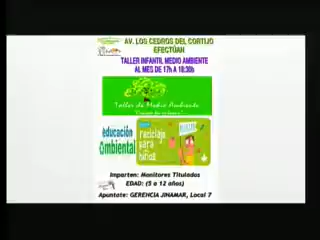 AV. LOS CEDROS DEL CORTIJO
EFECTÚAN
TALLER INFANTIL MEDIO AMBIENTE
AL MES DE 17h A 18:30h
Taller de Medio Ambiente
educación
ambiental
reciclaje
para
niños
Imparten: Monitores Titulados
EDAD: (5 a 12 años)
Apuntate: GERENCIA JINAMAR, Local 7